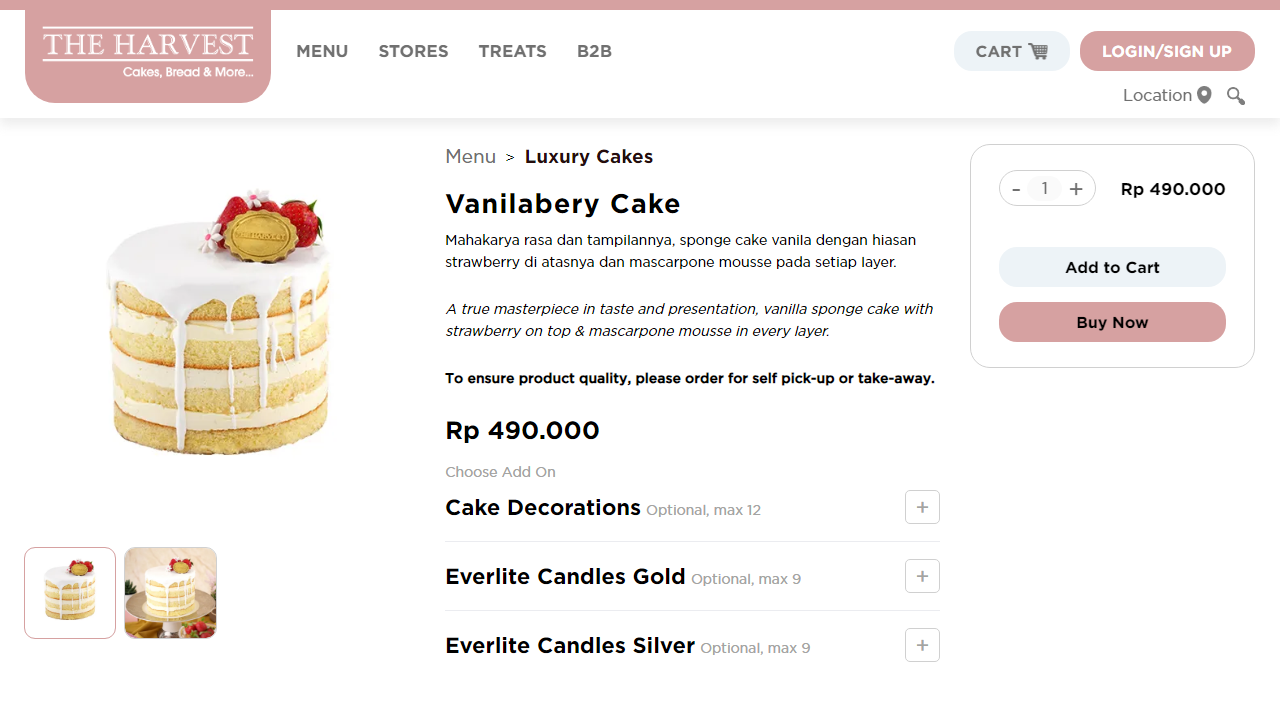 THE HARVEST
Cakes, Bread & More...
MENU STORES TREATS B2B
CART
LOGIN/SIGN UP
Location
Menu > Luxury Cakes
Vanilabery Cake
Mahakarya rasa dan tampilannya, sponge cake vanila dengan hiasan
strawberry di atasnya dan mascarpone mousse pada setiap layer.
A true masterpiece in taste and presentation, vanilla sponge cake with
strawberry on top & mascarpone mousse in every layer.
To ensure product quality, please order for self pick-up or take-away.
Rp 490.000
Choose Add On
Cake Decorations Optional, max 12 +
Everlite Candles Gold Optional, max 9 +
Everlite Candles Silver Optional, max 9 +
- 1 + Rp 490.000
Add to Cart
Buy Now
THE HARVEST